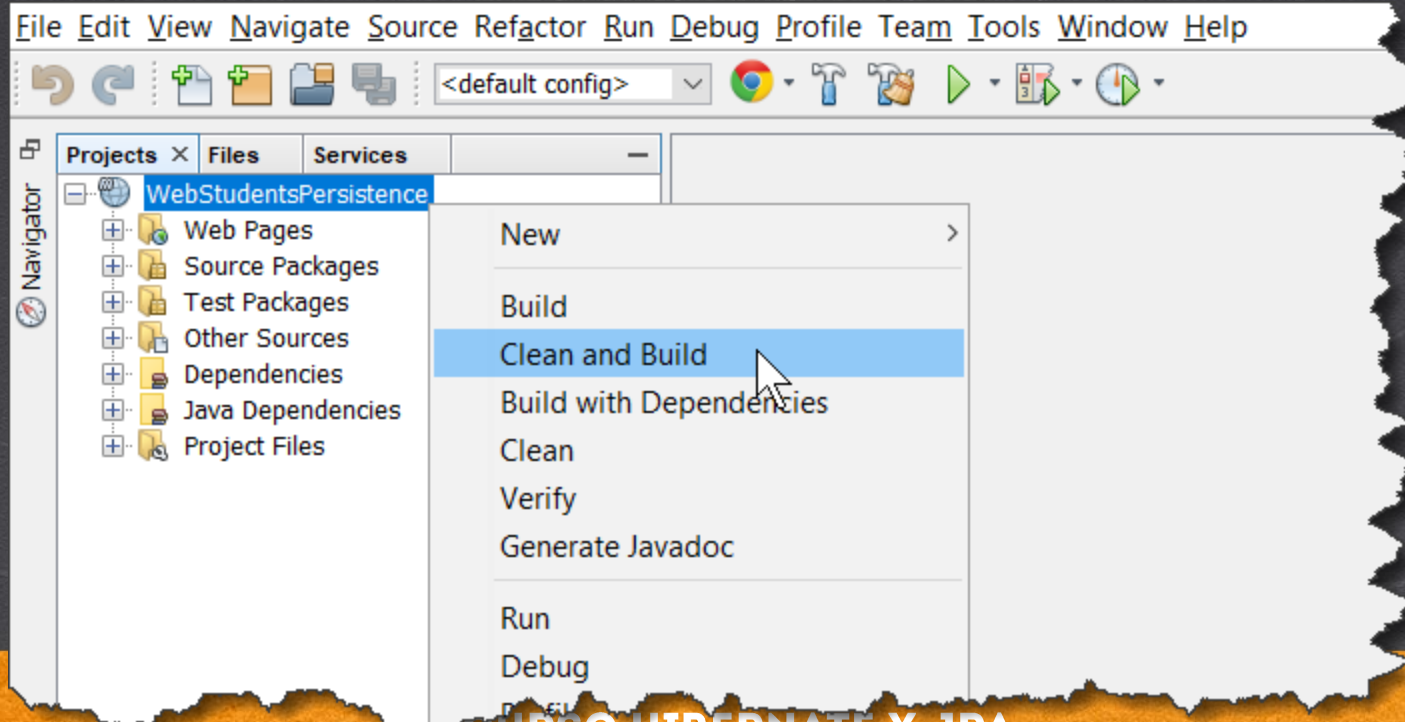 File Edit View Navigate Source Refactor Run Debug Profile Team Tools Window Help
<default config>
Projects Files Services
Navigator
WebStudentsPersistence
Web Pages
Source Packages
Test Packages
Other Sources
Dependencies
Java Dependencies
Project Files
New
Build
Clean and Build
Build with Dependencies
Clean
Verify
Generate Javadoc
Run
Debug
HIBERNATE Y JPA